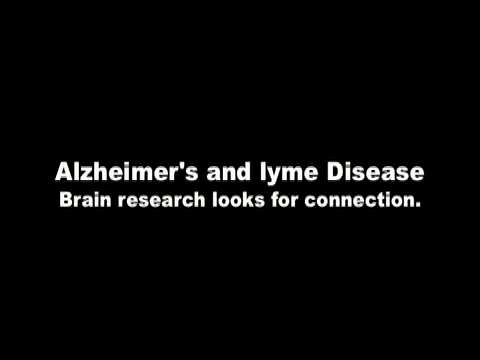 Alzheimer's and lyme Disease
Brain research looks for connection.